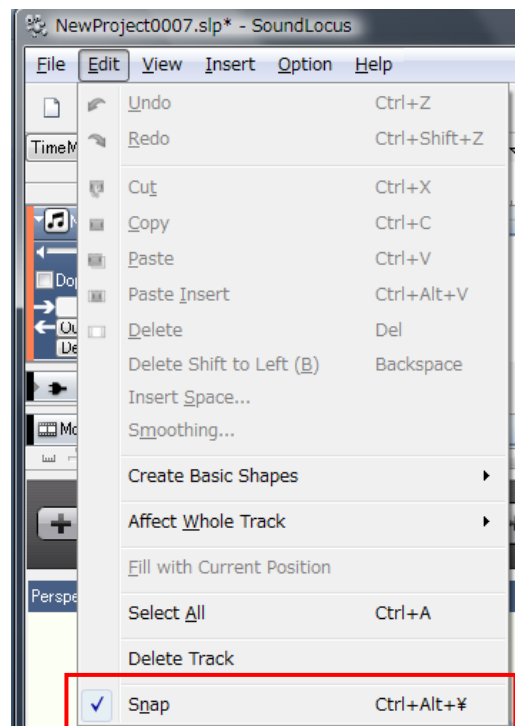 NewProject0007.slp* - SoundLocus
File Edit View Insert Option Help
Undo Ctrl+Z
Redo Ctrl+Shift+Z
Cut Ctrl+X
Copy Ctrl+C
Paste Ctrl+V
Paste Insert Ctrl+Alt+V
Delete Del
Delete Shift to Left (B) Backspace
Insert Space...
Smoothing...
Create Basic Shapes
Affect Whole Track
Fill with Current Position
Select All Ctrl+A
Delete Track
Snap Ctrl+Alt+¥